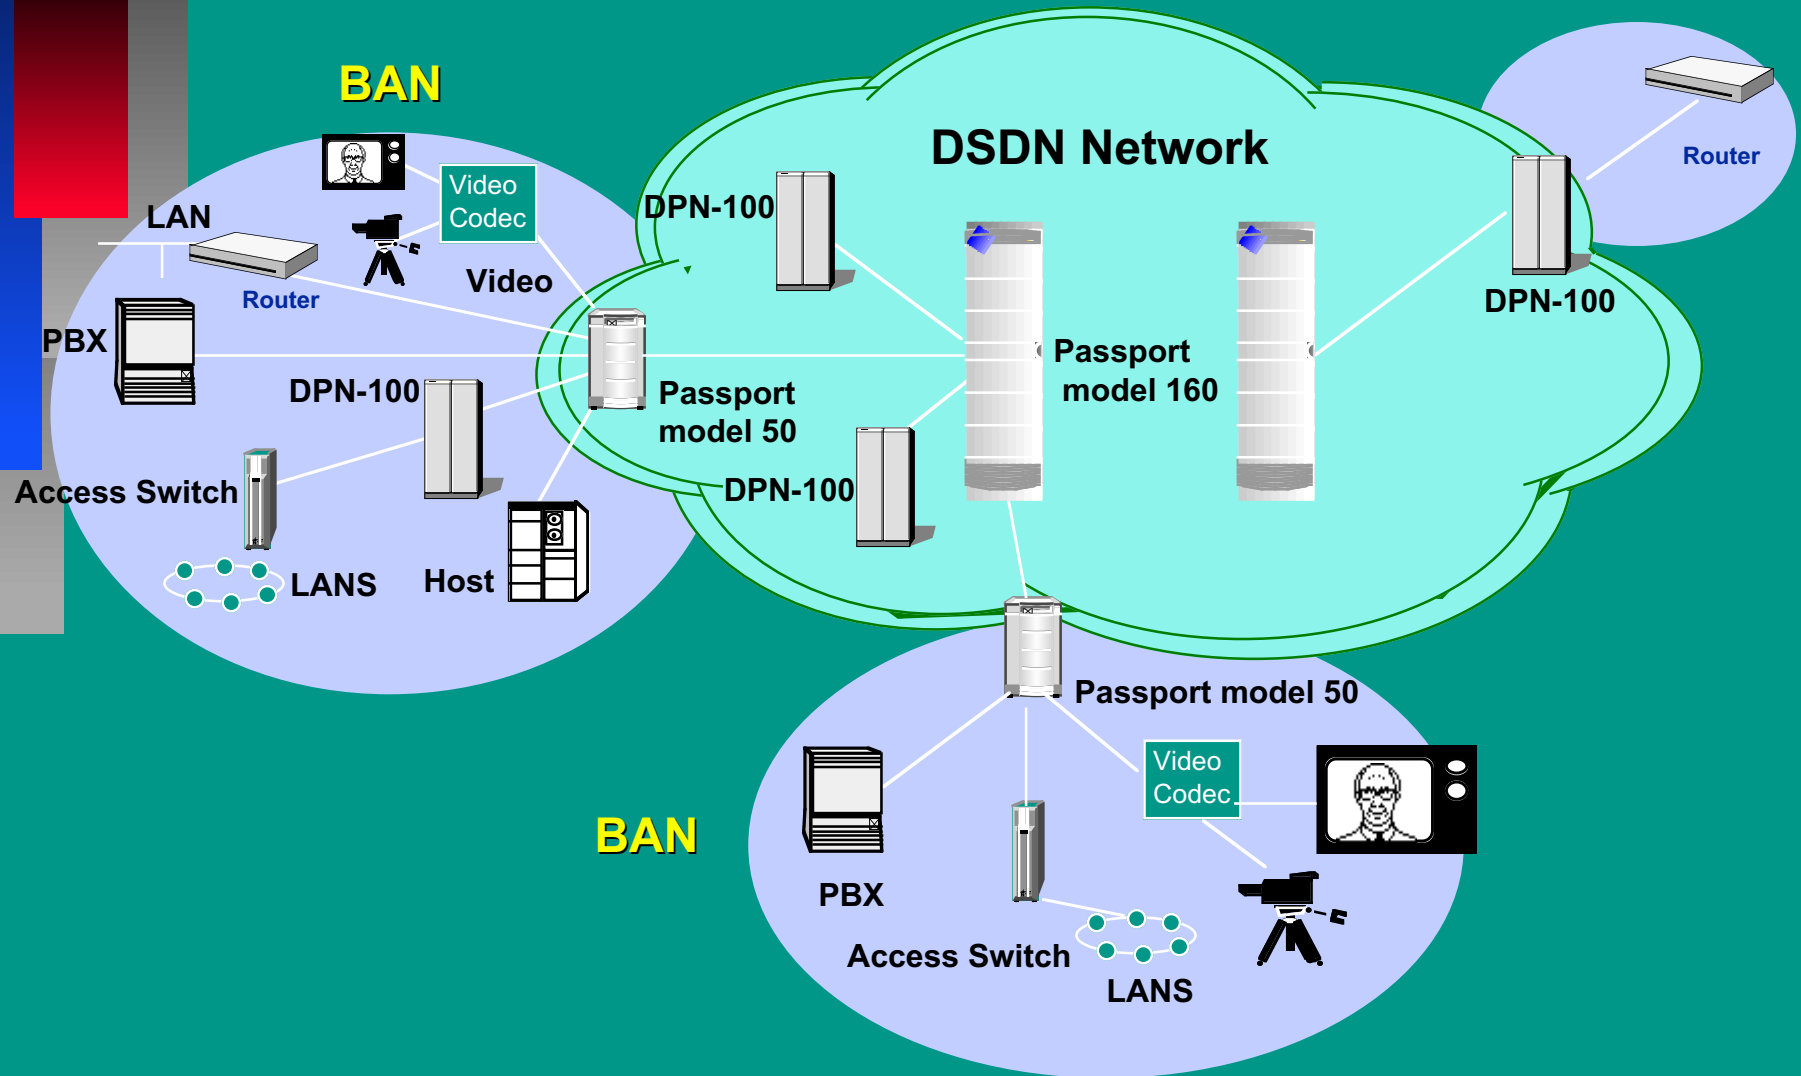 BAN
DSDN Network
Router
Video
Codec
DPN-100
LAN
Video
Router
DPN-100
PBX
Passport
model 160
DPN-100
Passport
model 50
Access Switch
DPN-100
LANS
Host
Passport model 50
Video
Codec
BAN
PBX
Access Switch
LANS